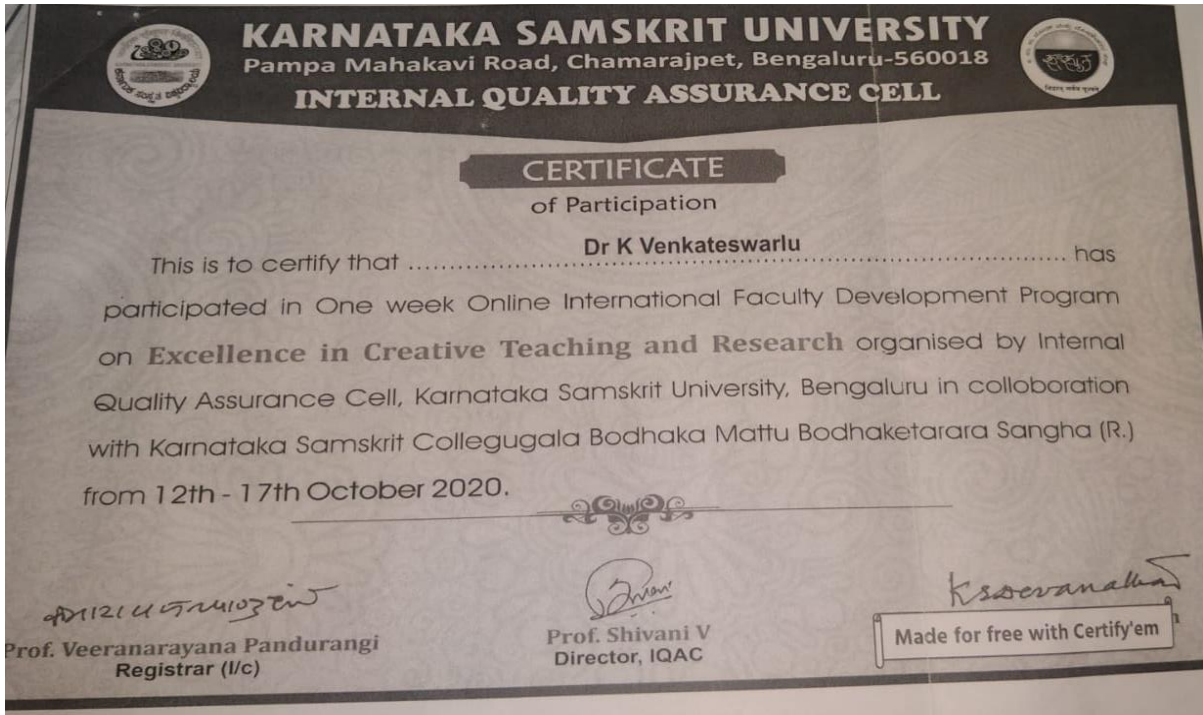 KARNATAKA SAMSKRIT UNIVERSITY
Pampa Mahakavi Road, Chamarajpet, Bengaluru-560018
INTERNAL QUALITY ASSURANCE CELL
CERTIFICATE
of Participation
This is to certify that Dr K Venkateswarlu has
participated in One week Online International Faculty Development Program
on Excellence in Creative Teaching and Research organised by Internal
Quality Assurance Cell, Karnataka Samskrit University, Bengaluru in colloboration
with Karnataka Samskrit Collegugala Bodhaka Mattu Bodhaketarara Sangha (R.)
from 12th - 17th October 2020.
Prof. Veeranarayana Pandurangi
Registrar (I/c)
Prof. Shivani V
Director, IQAC
Made for free with Certify'em